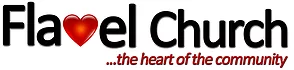 Flavel Church
...the heart of the community